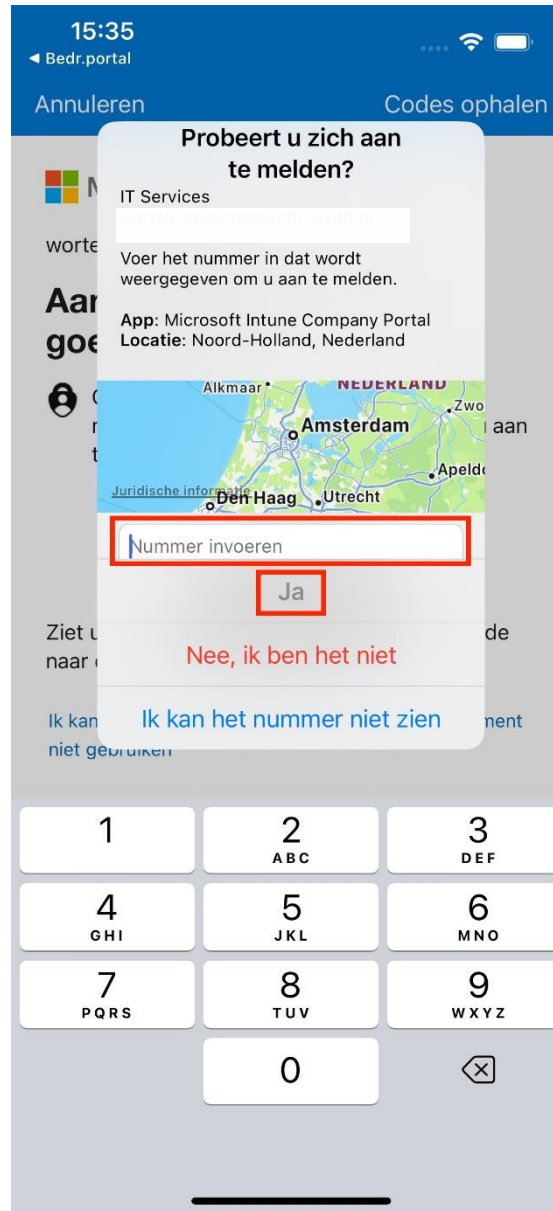 15:35
◀ Bedr.portal
Annuleren
Codes ophalen
Probeert u zich aan
te melden?
IT Services
worte
Voer het nummer in dat wordt
weergegeven om u aan te melden.
Aan
goe
App: Microsoft Intune Company Portal
Locatie: Noord-Holland, Nederland
aan
Alkmaar
NEDERLAND
Zwo
Amsterdam
Apeldo
Juridische informatie
Den Haag
Utrecht
Nummer invoeren
Ja
Ziet u
de
naar
Nee, ik ben het niet
Ik kan
Ik kan het nummer niet zien
ment
niet gebruiken
1
2
ABC
3
DEF
4
GHI
5
JKL
6
MNO
7
PQRS
8
TUV
9
WXYZ
0